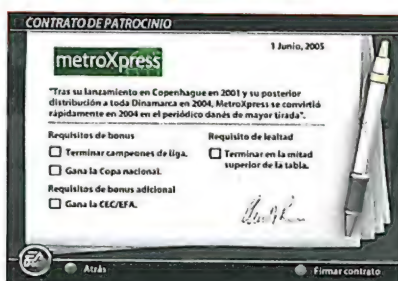 CONTRATO DE PATROCINIO
1 Junio, 2005
metroXpress
"Tras su lanzamiento en Copenhague en 2001 y su posterior
distribución a toda Dinamarca en 2004, MetroXpress se convirtió
rápidamente en 2004 en el periódico danés de mayor tirada".
Requisitos de bonus
Terminar campeones de liga.
Gana la Copa nacional.
Requisitos de bonus adicional
Gana la CEC/EFA.
Requisito de lealtad
Terminar en la mitad
superior de la tabla.
EA
Atrás
Firmar contrato